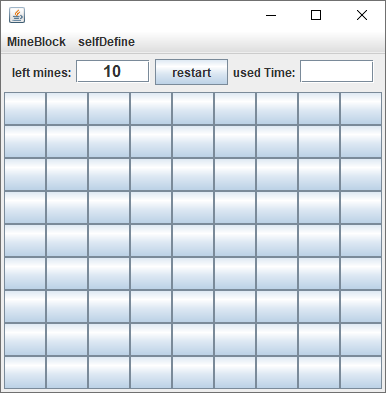 MineBlock selfDefine
left mines: 10 restart used Time: